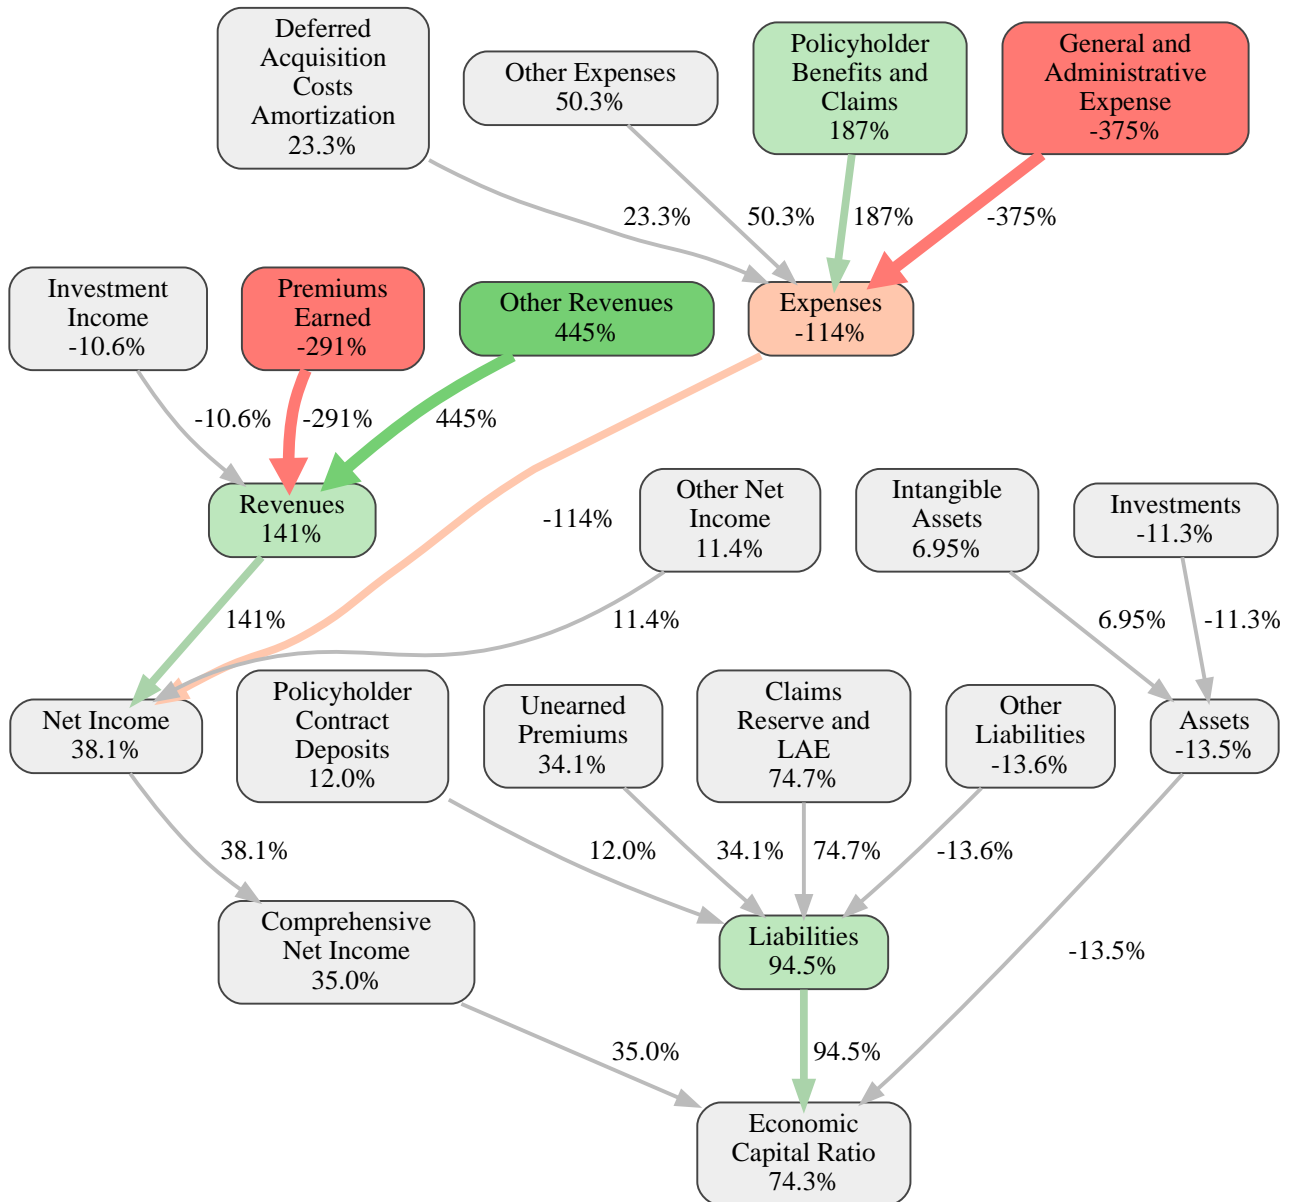 Deferred
Acquisition
Costs
Amortization
23.3%
Other Expenses
50.3%
Policyholder
Benefits and
Claims
187%
General and
Administrative
Expense
-375%
23.3%
50.3%
187%
-375%
Investment
Income
-10.6%
Premiums
Earned
-291%
Other Revenues
445%
Expenses
-114%
-10.6%
-291%
445%
Revenues
141%
-114%
Other Net
Income
11.4%
Intangible
Assets
6.95%
Investments
-11.3%
141%
11.4%
6.95%
-11.3%
Net Income
38.1%
Policyholder
Contract
Deposits
12.0%
Unearned
Premiums
34.1%
Claims
Reserve and
LAE
74.7%
Other
Liabilities
-13.6%
Assets
-13.5%
38.1%
12.0%
34.1%
74.7%
-13.6%
Comprehensive
Net Income
35.0%
Liabilities
94.5%
-13.5%
35.0%
94.5%
Economic
Capital Ratio
74.3%